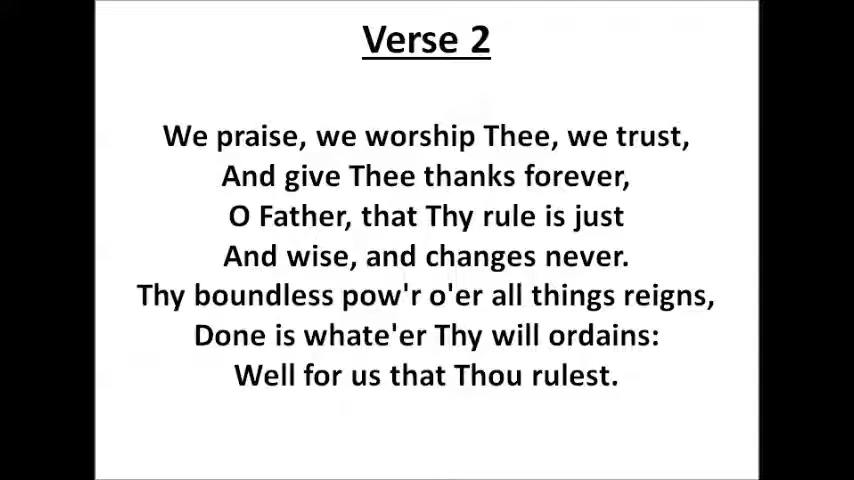 Verse 2
We praise, we worship Thee, we trust,
And give Thee thanks forever,
O Father, that Thy rule is just
And wise, and changes never.
Thy boundless pow'r o'er all things reigns,
Done is whate'er Thy will ordains:
Well for us that Thou rulest.